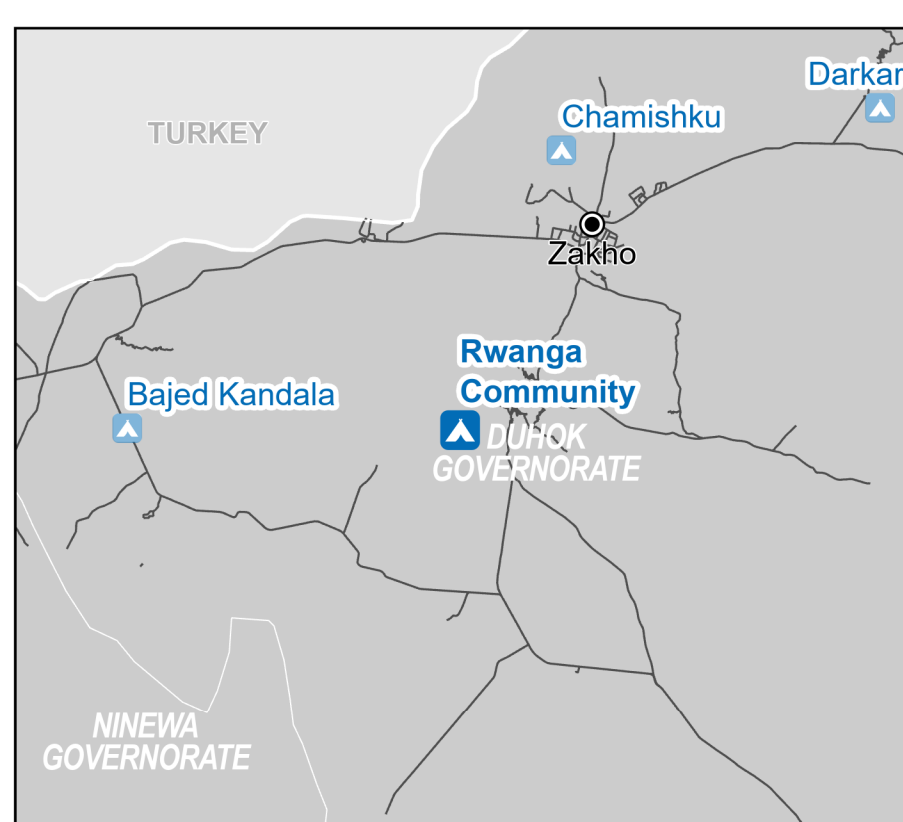 Darkar
Chamishku
TURKEY
Zakho
Rwanga
Community
Bajed Kandala
DUHOK
GOVERNORATE
NINEWA
GOVERNORATE